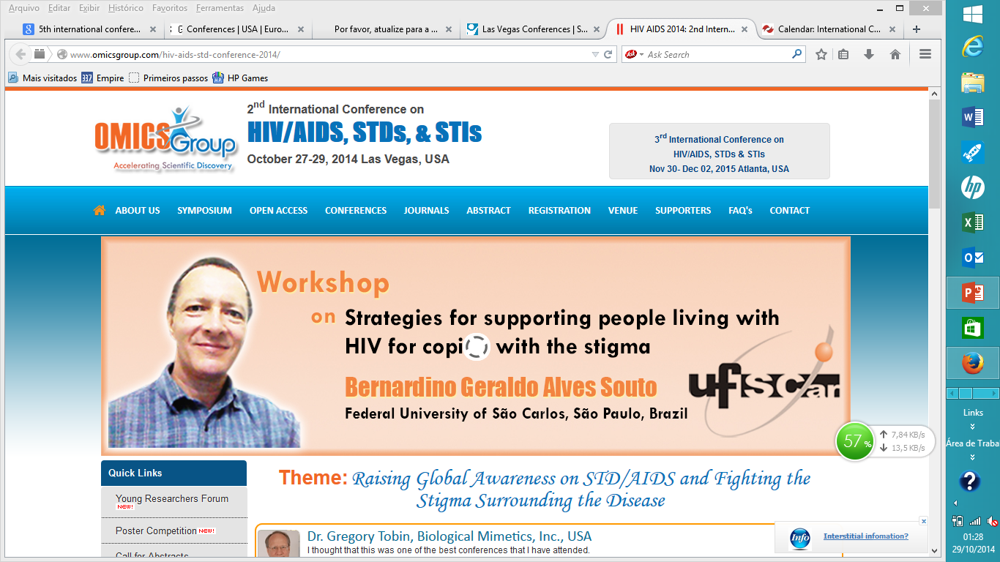 Arquivo Editar Exibir Histórico Favoritos Ferramentas Ajuda
5th international confere...
Conferences | USA | Euro...
Por favor, atualize para a ...
Las Vegas Conferences | S...
HIV AIDS 2014: 2nd Intern...
Calendar: International C...
www.omicsgroup.com/hiv-aids-std-conference-2014/
Ask Ask Search
Mais visitados 337 Empire Primeiros passos HP Games
OMICS Group
Accelerating Scientific Discovery
2nd International Conference on
HIV/AIDS, STDs, & STIs
October 27-29, 2014 Las Vegas, USA
3rd International Conference on
HIV/AIDS, STDs & STIs
Nov 30- Dec 02, 2015 Atlanta, USA
ABOUT US SYMPOSIUM OPEN ACCESS CONFERENCES JOURNALS ABSTRACT REGISTRATION VENUE SUPPORTERS FAQ's CONTACT
Workshop
on Strategies for supporting people living with
HIV for copi with the stigma
Bernardino Geraldo Alves Souto
Federal University of São Carlos, São Paulo, Brazil
ufscar
57%
7,84 KB/s
13,5 KB/s
Quick Links
Young Researchers Forum
NEW!
Poster Competition NEW!
Call for Abstracts
Theme: Raising Global Awareness on STD/AIDS and Fighting the
Stigma Surrounding the Disease
Dr. Gregory Tobin, Biological Mimetics, Inc., USA
I thought that this was one of the best conferences that I have attended.
Info
Interstitial infomation?
hp
Links
Área de Traba
01:28
29/10/2014